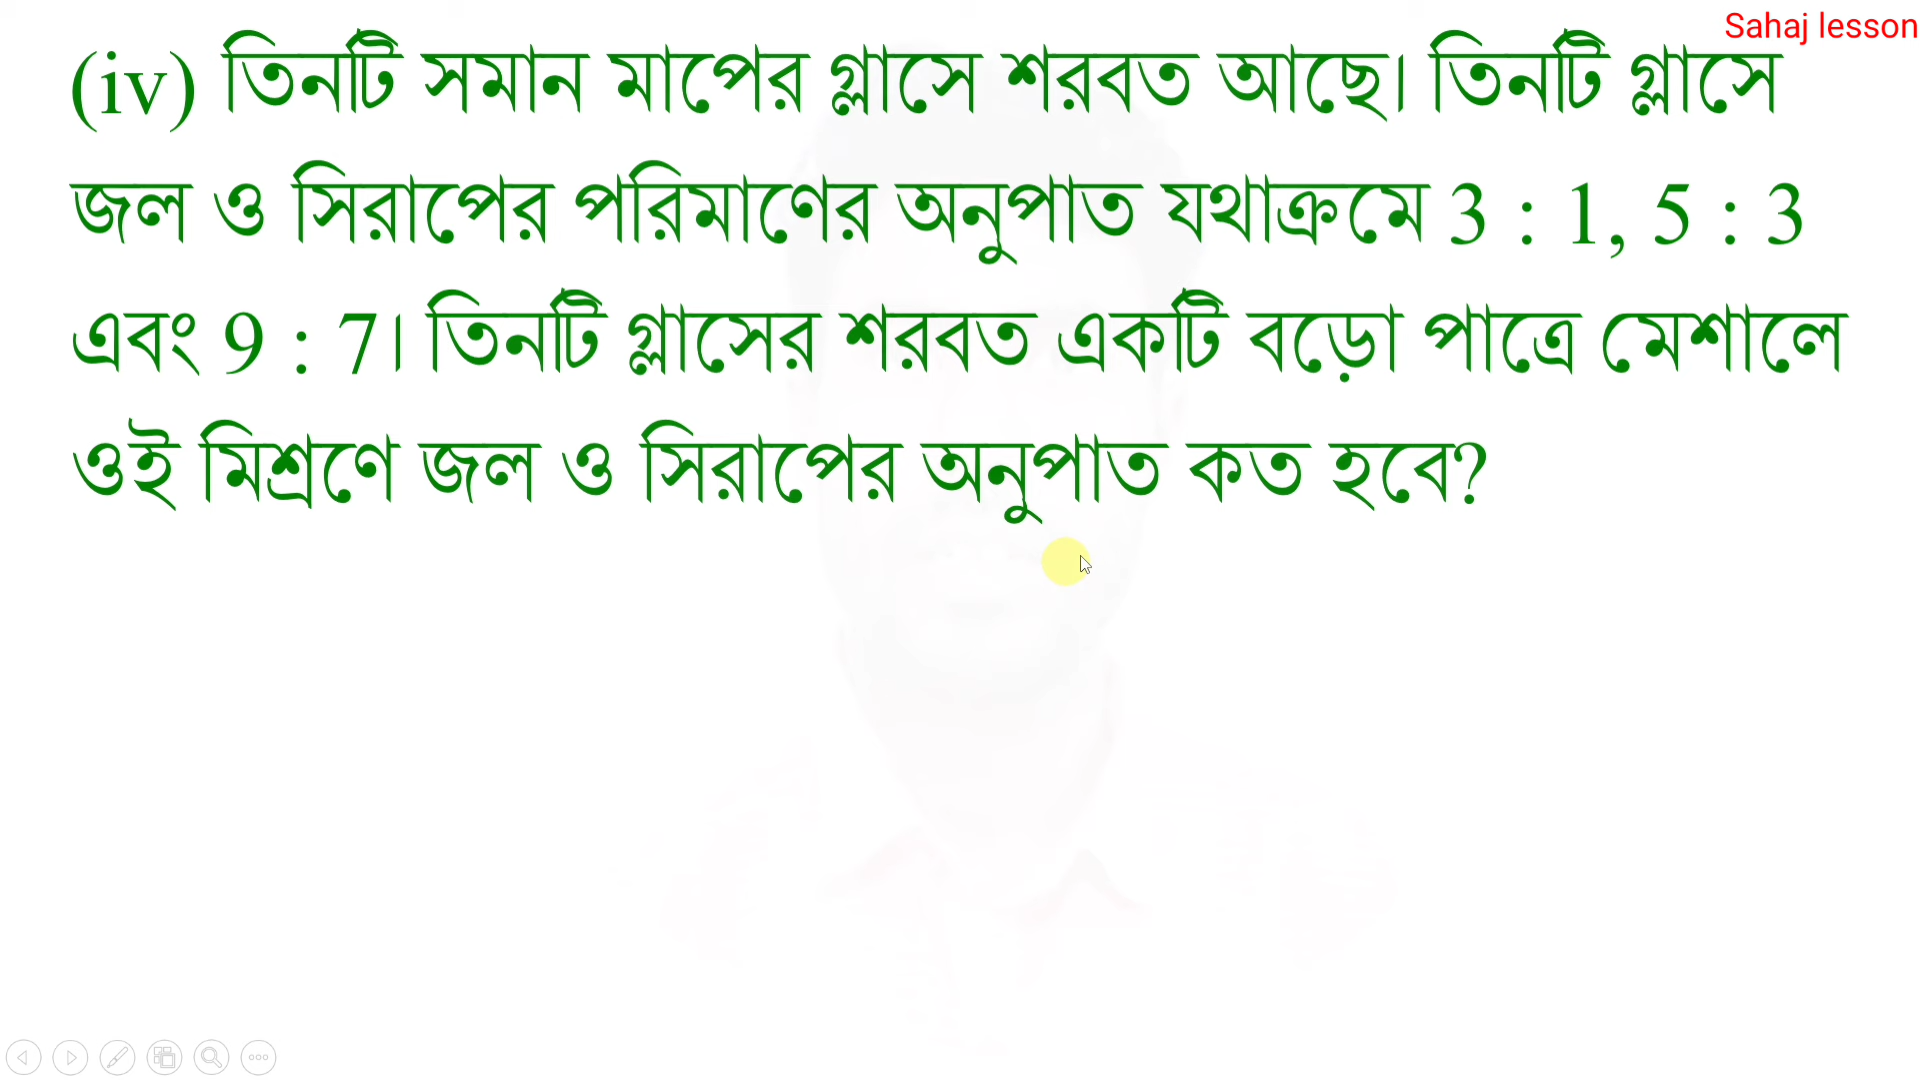 Sahaj lesson
(iv) তিনটি সমান মাপের গ্লাসে শরবত আছে। তিনটি গ্লাসে
জল ও সিরাপের পরিমাণের অনুপাত যথাক্রমে 3 : 1, 5 : 3
এবং 9 : 7। তিনটি গ্লাসের শরবত একটি বড়ো পাত্রে মেশালে
ওই মিশ্রণে জল ও সিরাপের অনুপাত কত হবে?